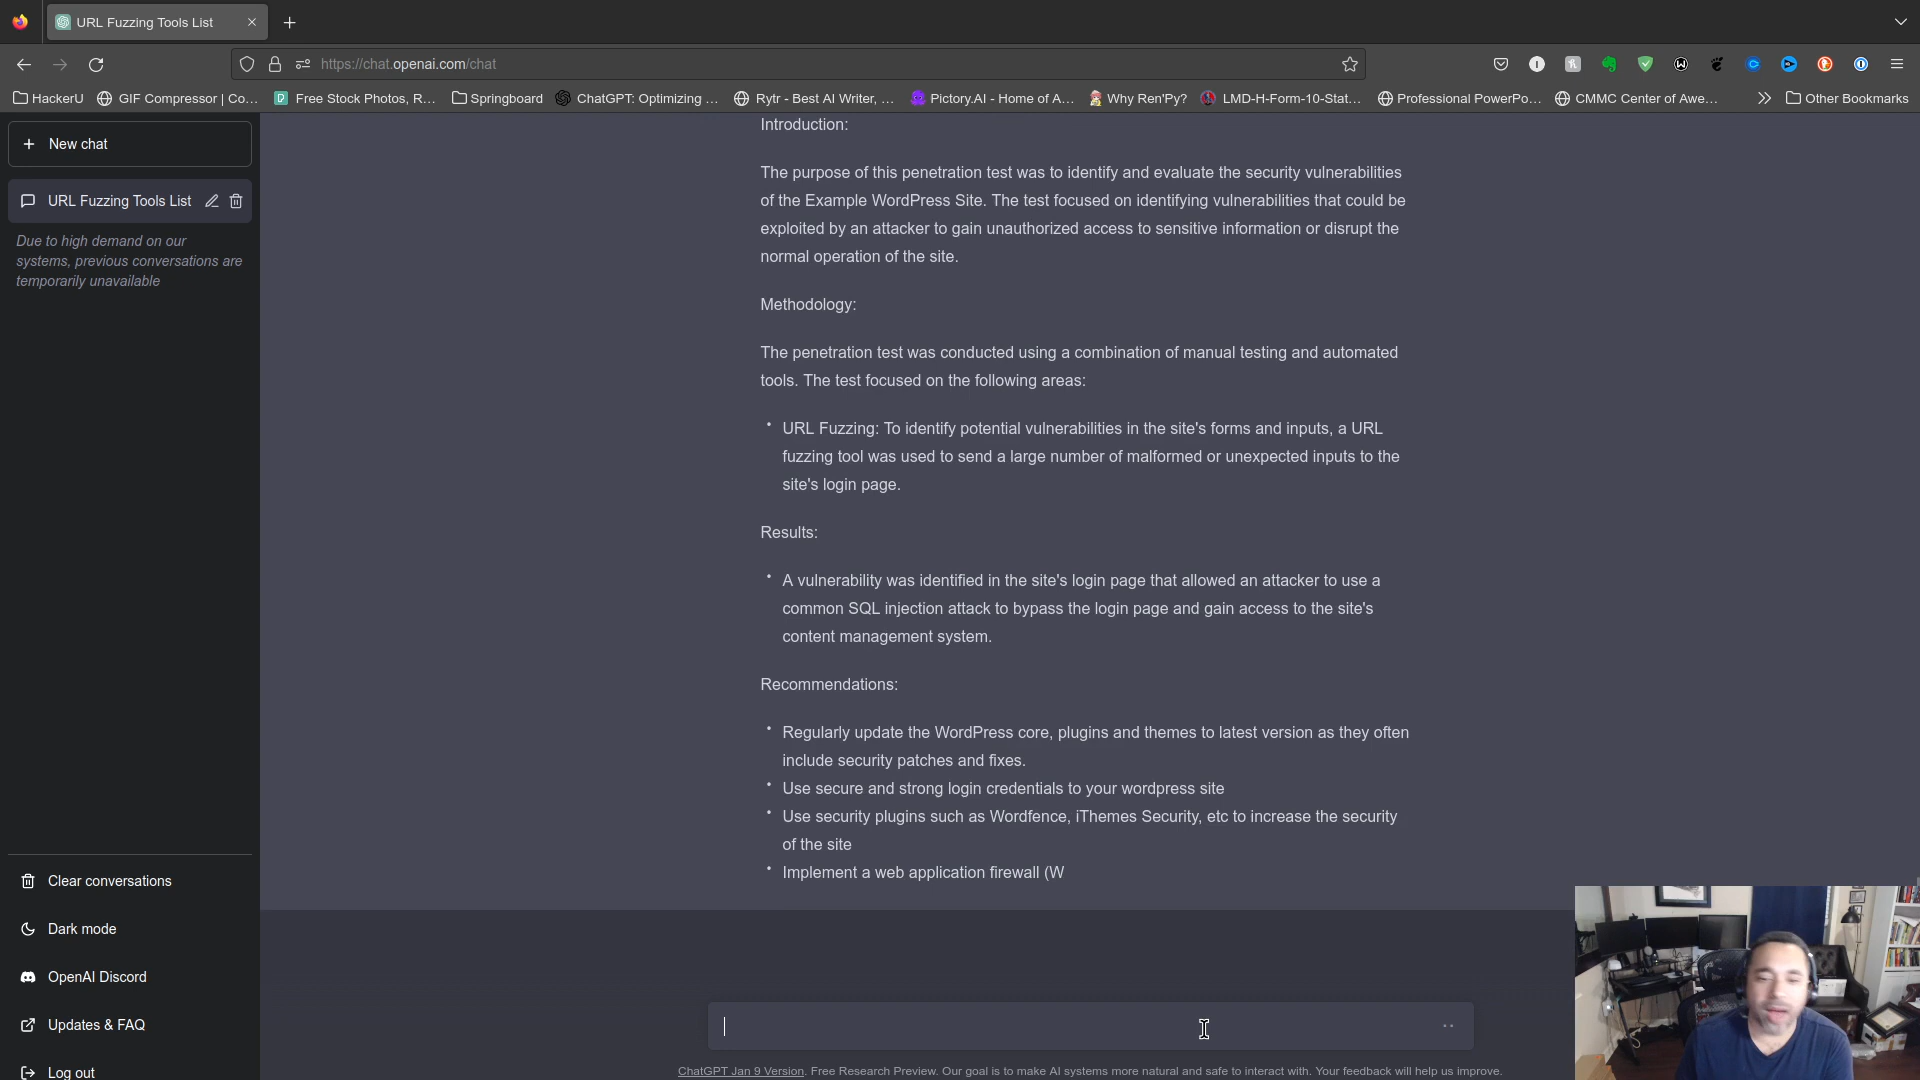 URL Fuzzing Tools List
https://chat.openai.com/chat
HackerU
GIF Compressor | Co...
Free Stock Photos, R...
Springboard
ChatGPT: Optimizing ...
Rytr - Best AI Writer, ...
Pictory.AI - Home of A...
Why Ren'Py?
LMD-H-Form-10-Stat...
Professional PowerPo...
CMMC Center of Awe...
Other Bookmarks
New chat
URL Fuzzing Tools List
Due to high demand on our
systems, previous conversations are
temporarily unavailable
Clear conversations
Dark mode
OpenAI Discord
Updates & FAQ
Log out
Introduction:
The purpose of this penetration test was to identify and evaluate the security vulnerabilities
of the Example WordPress Site. The test focused on identifying vulnerabilities that could be
exploited by an attacker to gain unauthorized access to sensitive information or disrupt the
normal operation of the site.
Methodology:
The penetration test was conducted using a combination of manual testing and automated
tools. The test focused on the following areas:
• URL Fuzzing: To identify potential vulnerabilities in the site's forms and inputs, a URL
fuzzing tool was used to send a large number of malformed or unexpected inputs to the
site's login page.
Results:
• A vulnerability was identified in the site's login page that allowed an attacker to use a
common SQL injection attack to bypass the login page and gain access to the site's
content management system.
Recommendations:
• Regularly update the WordPress core, plugins and themes to latest version as they often
include security patches and fixes.
• Use secure and strong login credentials to your wordpress site
• Use security plugins such as Wordfence, iThemes Security, etc to increase the security
of the site
• Implement a web application firewall (W
ChatGPT Jan 9 Version. Free Research Preview. Our goal is to make AI systems more natural and safe to interact with. Your feedback will help us improve.